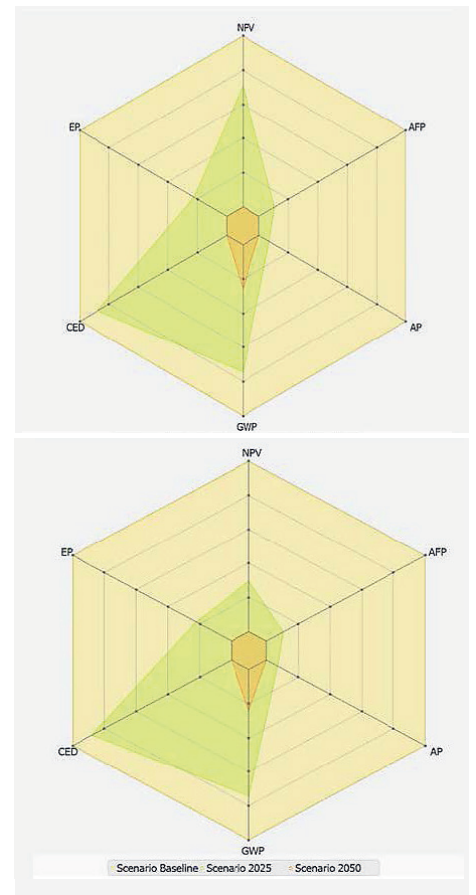 NPV
EP
AFP
CED
AP
GWP
NPV
EP
AFP
CED
AP
GWP
Scenario Baseline Scenario 2025 Scenario 2050